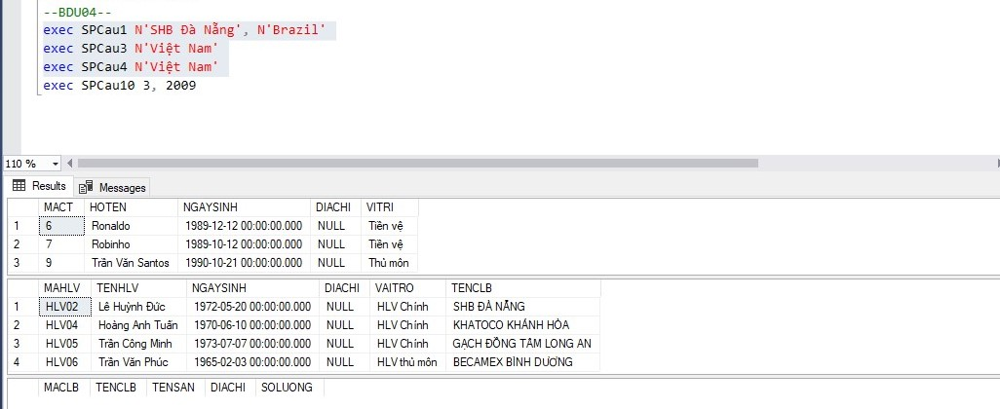 --BDU04--
exec SPCau1 N'SHB Đà Nẵng', N'Brazil'
exec SPCau3 N'Việt Nam'
exec SPCau4 N'Việt Nam'
exec SPCau10 3, 2009
110 %
Results Messages
MACT HOTEN NGAYSINH DIACHI VITRI
1 6 Ronaldo 1989-12-12 00:00:00.000 NULL Tiền vệ
2 7 Robinho 1989-10-12 00:00:00.000 NULL Tiền vệ
3 9 Trần Văn Santos 1990-10-21 00:00:00.000 NULL Thủ môn
MAHLV TENHLV NGAYSINH DIACHI VAITRO TENCLB
1 HLV02 Lê Huỳnh Đức 1972-05-20 00:00:00.000 NULL HLV Chính SHB ĐÀ NẴNG
2 HLV04 Hoàng Anh Tuấn 1970-06-10 00:00:00.000 NULL HLV Chính KHATOCO KHÁNH HÒA
3 HLV05 Trần Công Minh 1973-07-07 00:00:00.000 NULL HLV Chính GẠCH ĐỒNG TÂM LONG AN
4 HLV06 Trần Văn Phúc 1965-02-03 00:00:00.000 NULL HLV thủ môn BECAMEX BÌNH DƯƠNG
MACLB TENCLB TENSAN DIACHI SOLUONG